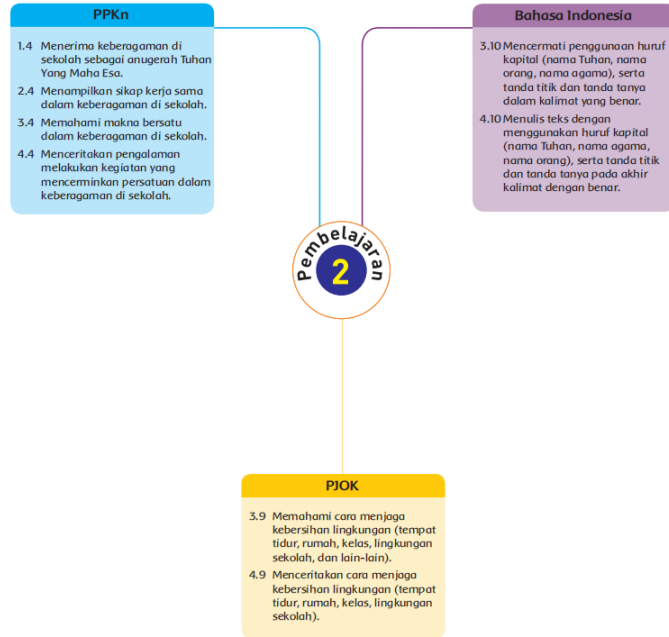 PPKn
1.4 Menerima keberagaman di
sekolah sebagai anugerah Tuhan
Yang Maha Esa.
2.4 Menampilkan sikap kerja sama
dalam keberagaman di sekolah.
3.4 Memahami makna bersatu
dalam keberagaman di sekolah.
4.4 Menceritakan pengalaman
melakukan kegiatan yang
mencerminkan persatuan dalam
keberagaman di sekolah.
Bahasa Indonesia
3.10 Mencermati penggunaan huruf
kapital (nama Tuhan, nama
orang, nama agama), serta
tanda titik dan tanda tanya
dalam kalimat yang benar.
4.10 Menulis teks dengan
menggunakan huruf kapital
(nama Tuhan, nama agama,
nama orang), serta tanda titik
dan tanda tanya pada akhir
kalimat dengan benar.
Pembelajaran
2
PJOK
3.9 Memahami cara menjaga
kebersihan lingkungan (tempat
tidur, rumah, kelas, lingkungan
sekolah, dan lain-lain).
4.9 Menceritakan cara menjaga
kebersihan lingkungan (tempat
tidur, rumah, kelas, lingkungan
sekolah).